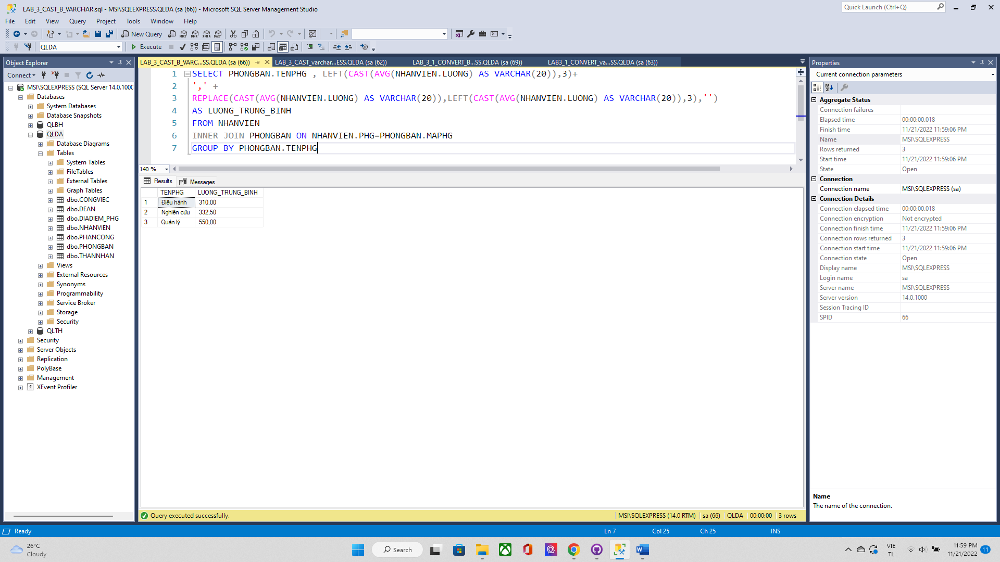 LAB_3_CAST_B_VARCHAR.sql - MSI\SQLEXPRESS.QLDA (sa (66)) - Microsoft SQL Server Management Studio
Quick Launch (Ctrl+Q)
File Edit View Query Project Tools Window Help
New Query
MDX DMX XMLA DAX
QLDA Execute
Object Explorer
Connect
MSI\SQLEXPRESS (SQL Server 14.0.1000
Databases
System Databases
Database Snapshots
QLBH
QLDA
Database Diagrams
Tables
System Tables
FileTables
External Tables
Graph Tables
dbo.CONGVIEC
dbo.DEAN
dbo.DIADIEM_PHG
dbo.NHANVIEN
dbo.PHANCONG
dbo.PHONGBAN
dbo.THANNHAN
Views
External Resources
Synonyms
Programmability
Service Broker
Storage
Security
QLTH
Security
Server Objects
Replication
PolyBase
Management
XEvent Profiler
LAB_3_CAST_B_VARC...SS.QLDA (sa (66)) LAB_3_CAST_varchar...ESS.QLDA (sa (62)) LAB_3_1_CONVERT_B...SS.QLDA (sa (69)) LAB3_1_CONVERT_va...SS.QLDA (sa (63))
1 SELECT PHONGBAN.TENPHG , LEFT(CAST(AVG(NHANVIEN.LUONG) AS VARCHAR(20)),3)+
2 ',' +
3 REPLACE(CAST(AVG(NHANVIEN.LUONG) AS VARCHAR(20)),LEFT(CAST(AVG(NHANVIEN.LUONG) AS VARCHAR(20)),3),'')
4 AS LUONG_TRUNG_BINH
5 FROM NHANVIEN
6 INNER JOIN PHONGBAN ON NHANVIEN.PHG=PHONGBAN.MAPHG
7 GROUP BY PHONGBAN.TENPHG
140 %
Results Messages
TENPHG LUONG_TRUNG_BINH
1 Điều hành 310,00
2 Nghiên cứu 332,50
3 Quản lý 550,00
Query executed successfully. MSI\SQLEXPRESS (14.0 RTM) sa (66) QLDA 00:00:00 3 rows
Properties
Current connection parameters
Aggregate Status
Connection failures
Elapsed time 00:00:00.018
Finish time 11/21/2022 11:59:06 PM
Name MSI\SQLEXPRESS
Rows returned 3
Start time 11/21/2022 11:59:06 PM
State Open
Connection
Connection name MSI\SQLEXPRESS (sa)
Connection Details
Connection elapsed time 00:00:00.018
Connection encryption Not encrypted
Connection finish time 11/21/2022 11:59:06 PM
Connection rows returned 3
Connection start time 11/21/2022 11:59:06 PM
Connection state Open
Display name MSI\SQLEXPRESS
Login name sa
Server name MSI\SQLEXPRESS
Server version 14.0.1000
Session Tracing ID
SPID 66
Name
The name of the connection.
Ready Ln 7 Col 25 Ch 25 INS
26°C
Cloudy
Search
VIE
TL
11:59 PM
11/21/2022
11